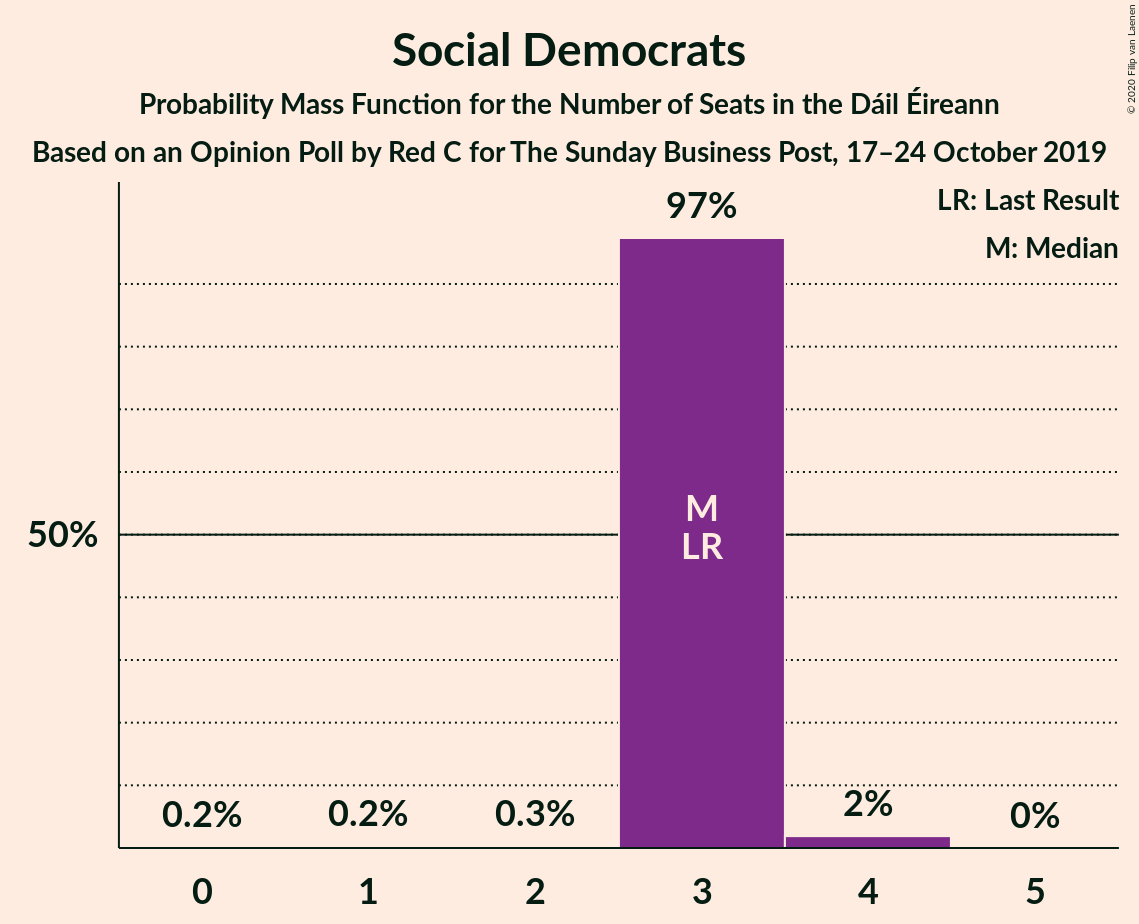 Social Democrats
Probability Mass Function for the Number of Seats in the Dáil Éireann
Based on an Opinion Poll by Red C for The Sunday Business Post, 17–24 October 2019
© 2020 Filip van Laenen
LR: Last Result
M: Median
97%
50%
M
LR
0.2%
0.2%
0.3%
2%
0%
0
1
2
3
4
5